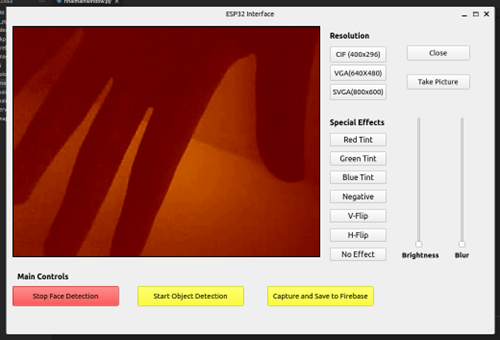 finalmainwindow.py
ESP32 Interface
Resolution
CIF (400x296)
VGA(640X480)
SVGA(800x600)
Close
Take Picture
Special Effects
Red Tint
Green Tint
Blue Tint
Negative
V-Flip
H-Flip
No Effect
Brightness
Blur
Main Controls
Stop Face Detection
Start Object Detection
Capture and Save to Firebase